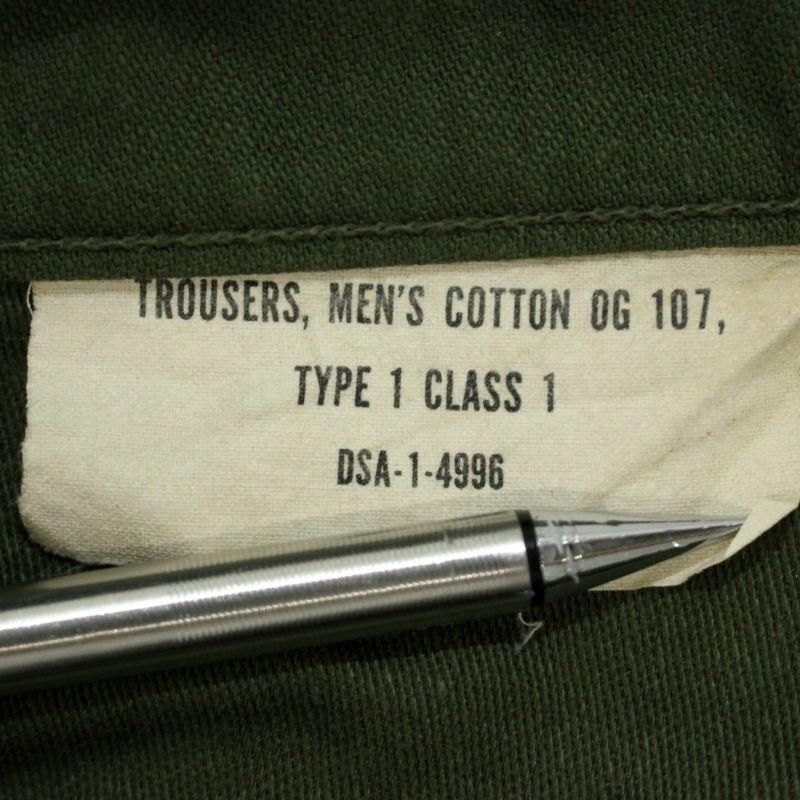 TROUSERS, MEN'S COTTON OG 107,
TYPE 1 CLASS 1
DSA-1-4996